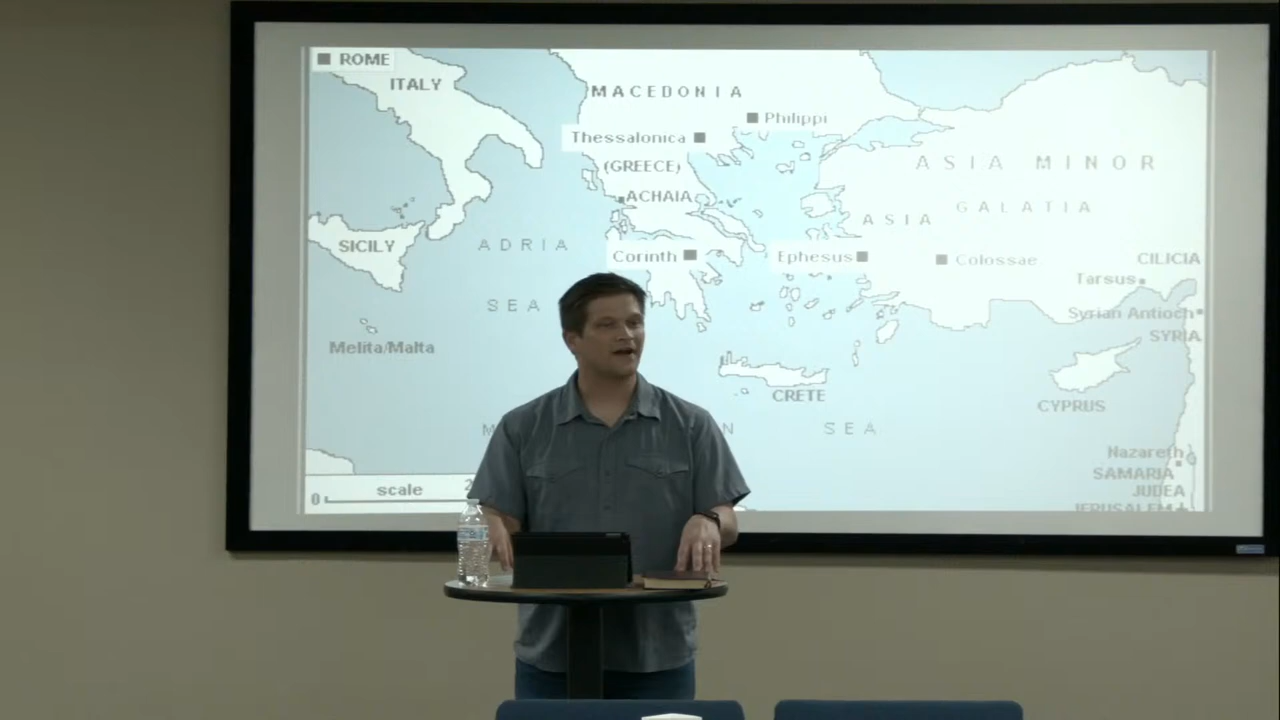 ROME
ITALY
MACEDONIA
Philippi
Thessalonica
(GREECE)
ASIA MINOR
ACHAIA
GALATIA
ASIA
SICILY
ADRIA
Corinth
Ephesus
Colossae
CILICIA
Tarsus
SEA
Syrian Antioch
SYRIA
Melita/Malta
CRETE
CYPRUS
SEA
Nazareth
SAMARIA
JUDEA
JERUSALEM
scale
0